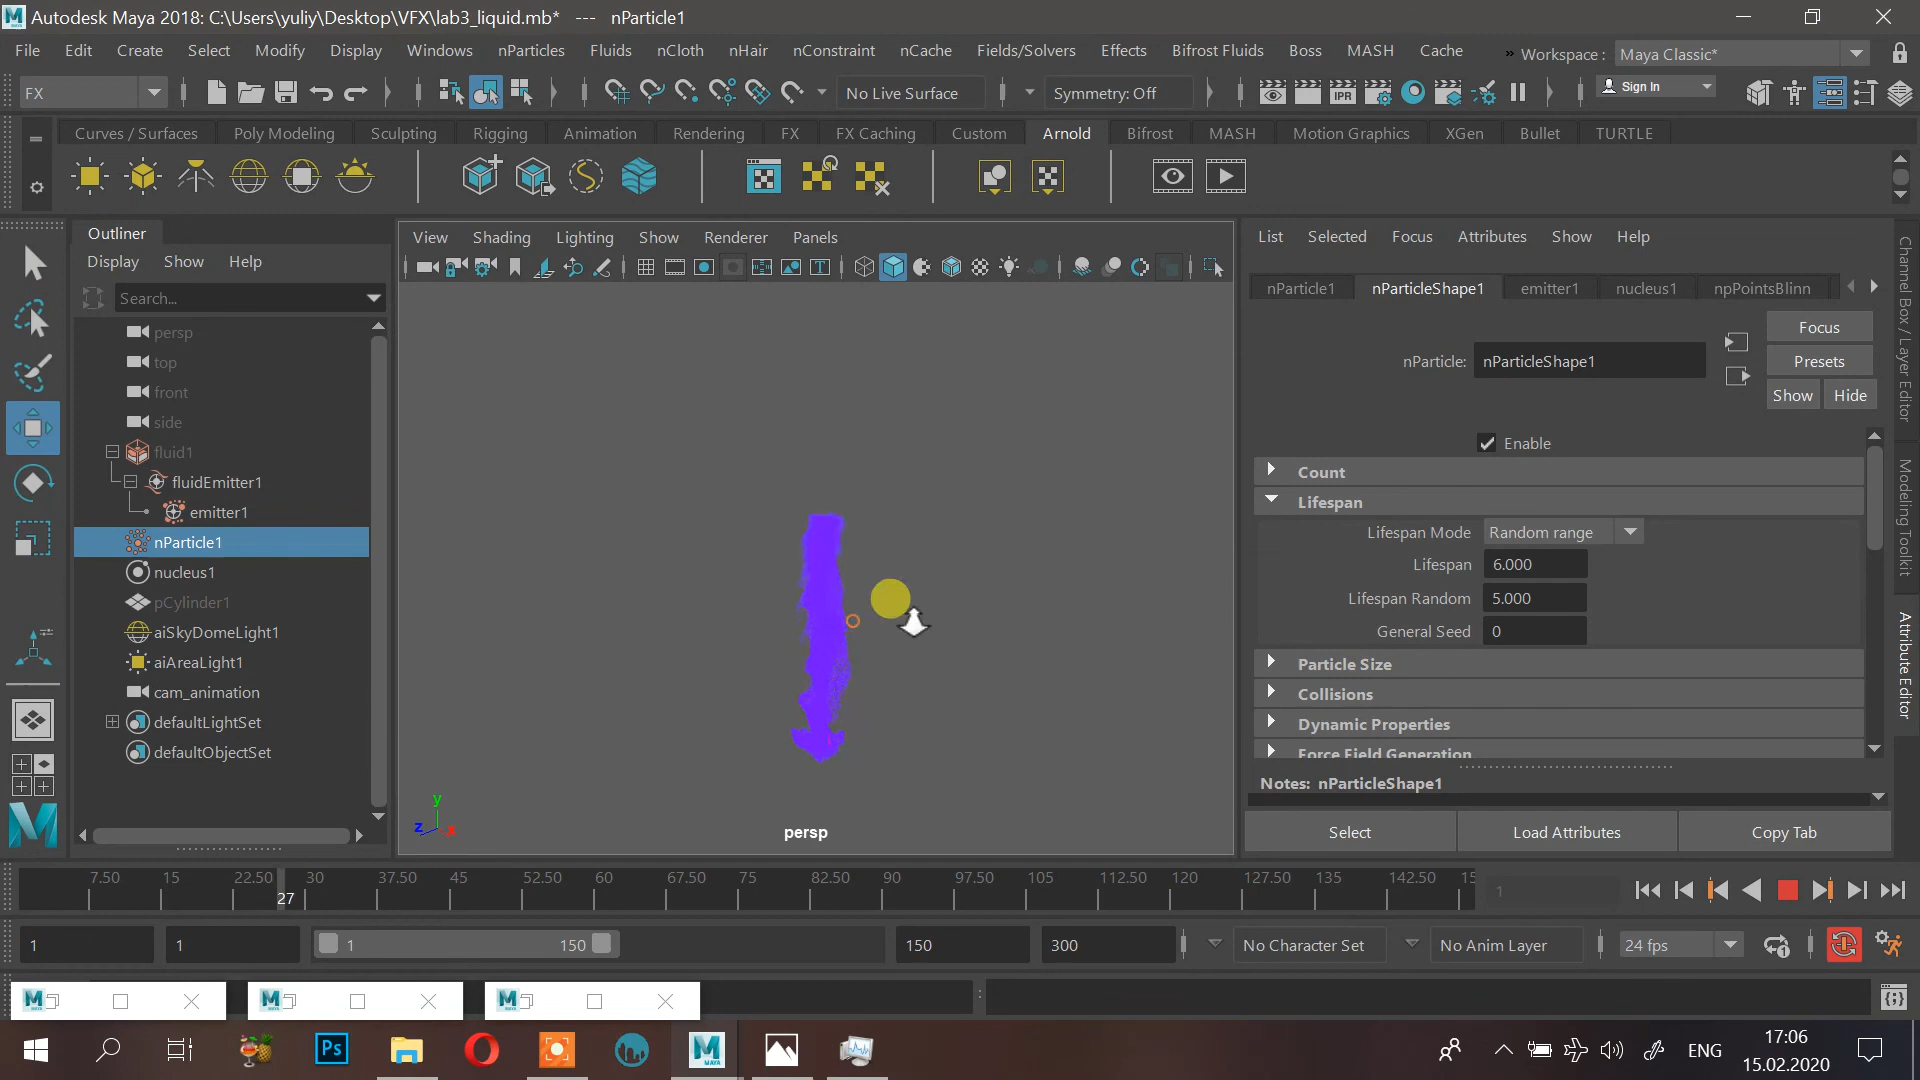 Autodesk Maya 2018: C:\Users\yuliy\Desktop\VFX\lab3_liquid.mb* --- nParticle1
File Edit Create Select Modify Display Windows nParticles Fluids nCloth nHair nConstraint nCache Fields/Solvers Effects Bifrost Fluids Boss MASH Cache » Workspace : Maya Classic*
FX No Live Surface Symmetry: Off IPR Sign In
Curves / Surfaces Poly Modeling Sculpting Rigging Animation Rendering FX FX Caching Custom Arnold Bifrost MASH Motion Graphics XGen Bullet TURTLE
Outliner
Display Show Help
Search...
persp
top
front
side
fluid1
fluidEmitter1
emitter1
nParticle1
nucleus1
pCylinder1
aiSkyDomeLight1
aiAreaLight1
cam_animation
defaultLightSet
defaultObjectSet
View Shading Lighting Show Renderer Panels
y
z x
persp
List Selected Focus Attributes Show Help
nParticle1 nParticleShape1 emitter1 nucleus1 npPointsBlinn
Focus
nParticle: nParticleShape1
Presets
Show Hide
Enable
Count
Lifespan
Lifespan Mode Random range
Lifespan 6.000
Lifespan Random 5.000
General Seed 0
Particle Size
Collisions
Dynamic Properties
Force Field Generation
Notes: nParticleShape1
Select Load Attributes Copy Tab
Channel Box / Layer Editor
Modeling Toolkit
Attribute Editor
7.50 15 22.50 27 30 37.50 45 52.50 60 67.50 75 82.50 90 97.50 105 112.50 120 127.50 135 142.50 15 1
1 1 1 150 150 300 No Character Set No Anim Layer 24 fps
M M M
Ps M MAYA ENG 17:06
15.02.2020